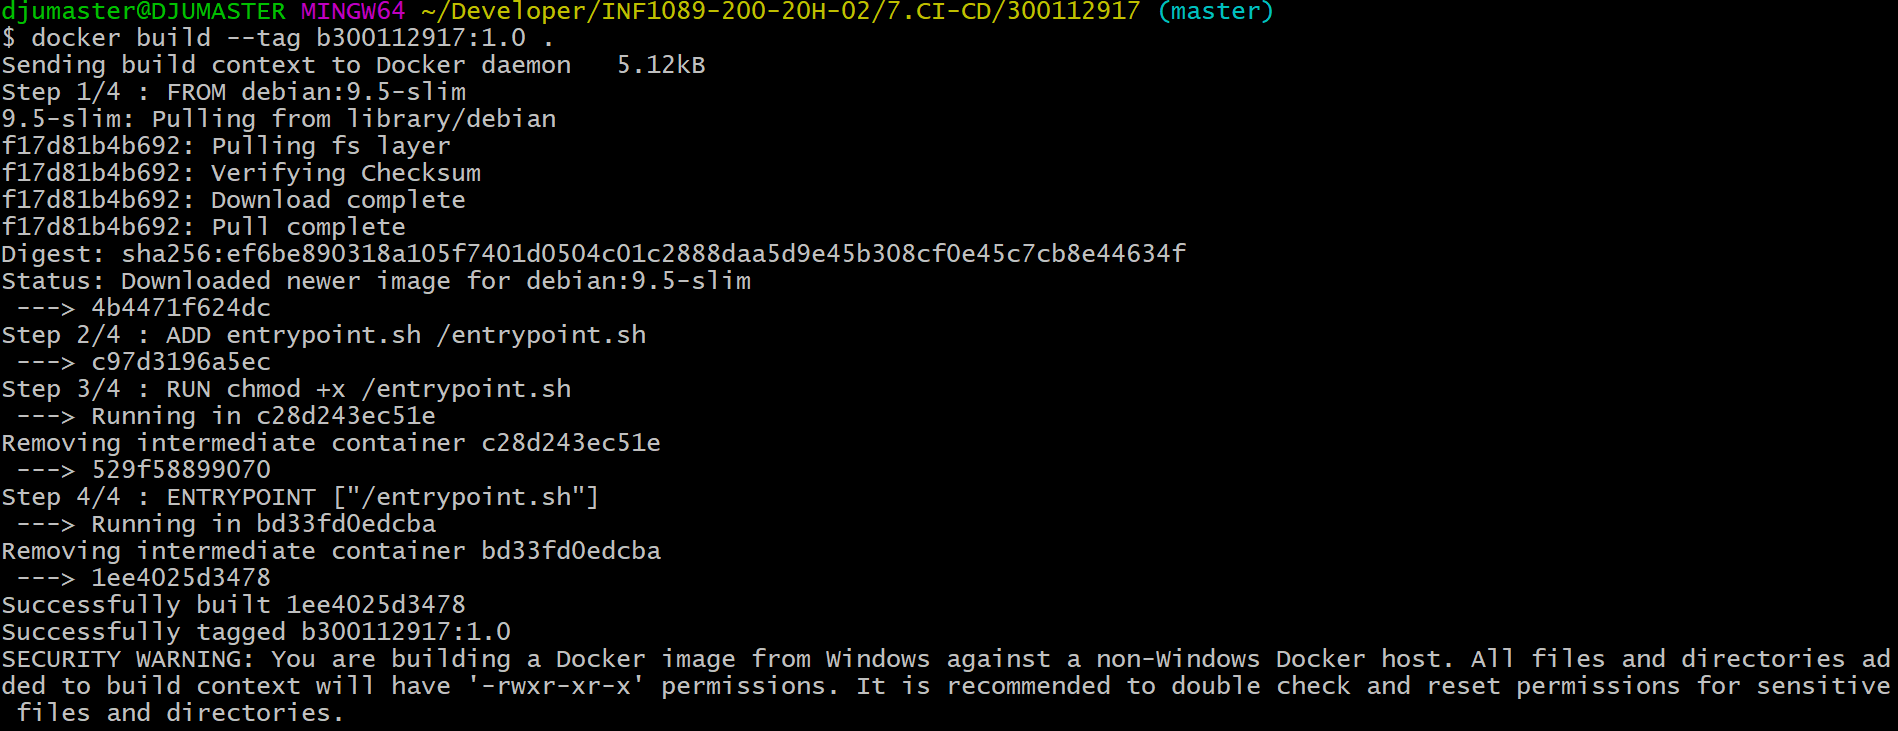 djumaster@DJUMASTER MINGW64 ~/Developer/INF1089-200-20H-02/7.CI-CD/300112917 (master)
$ docker build --tag b300112917:1.0 .
Sending build context to Docker daemon   5.12kB
Step 1/4 : FROM debian:9.5-slim
9.5-slim: Pulling from library/debian
f17d81b4b692: Pulling fs layer
f17d81b4b692: Verifying Checksum
f17d81b4b692: Download complete
f17d81b4b692: Pull complete
Digest: sha256:ef6be890318a105f7401d0504c01c2888daa5d9e45b308cf0e45c7cb8e44634f
Status: Downloaded newer image for debian:9.5-slim
 ---> 4b4471f624dc
Step 2/4 : ADD entrypoint.sh /entrypoint.sh
 ---> c97d3196a5ec
Step 3/4 : RUN chmod +x /entrypoint.sh
 ---> Running in c28d243ec51e
Removing intermediate container c28d243ec51e
 ---> 529f58899070
Step 4/4 : ENTRYPOINT ["/entrypoint.sh"]
 ---> Running in bd33fd0edcba
Removing intermediate container bd33fd0edcba
 ---> 1ee4025d3478
Successfully built 1ee4025d3478
Successfully tagged b300112917:1.0
SECURITY WARNING: You are building a Docker image from Windows against a non-Windows Docker host. All files and directories ad
ded to build context will have '-rwxr-xr-x' permissions. It is recommended to double check and reset permissions for sensitive
 files and directories.